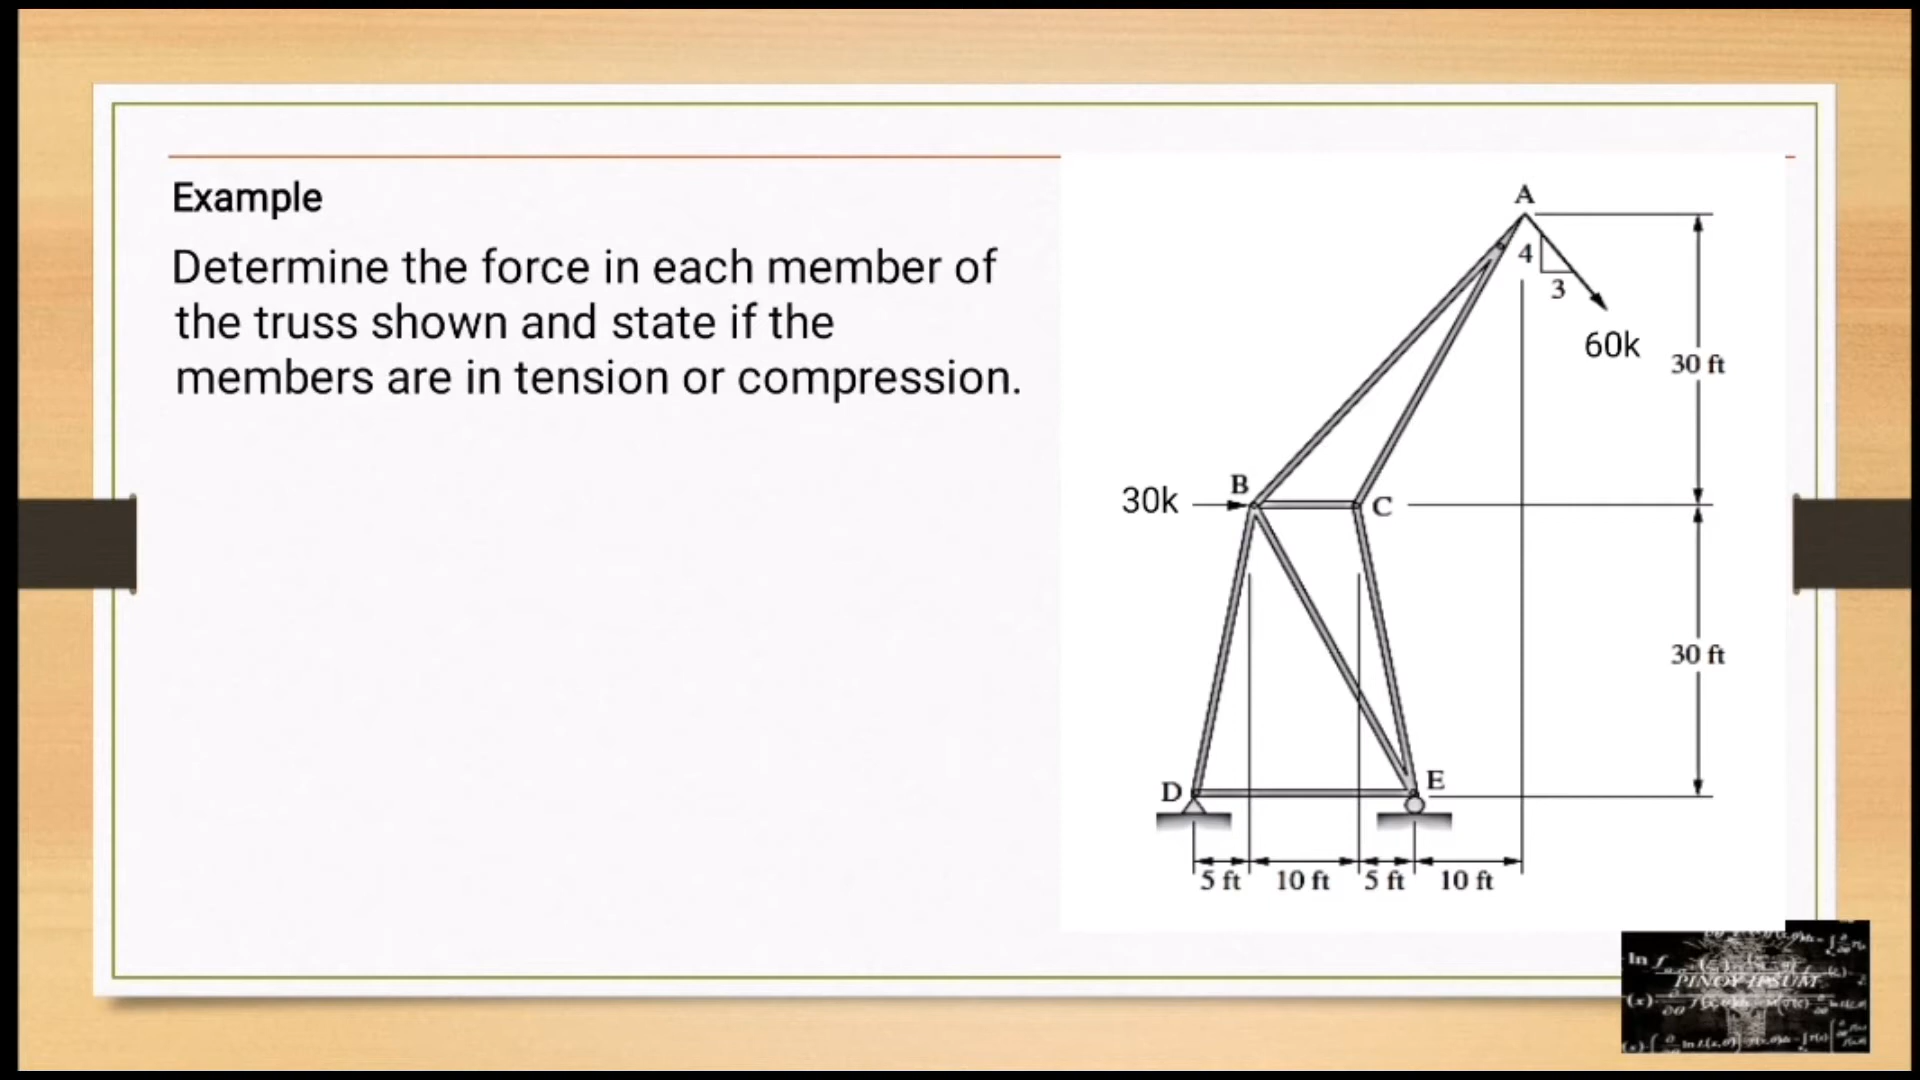 Example
Determine the force in each member of
the truss shown and state if the
members are in tension or compression.
A
4
3
60k
30 ft
B
30k
C
30 ft
D
E
5 ft
10 ft
5 ft
10 ft
PINOY IPSUM